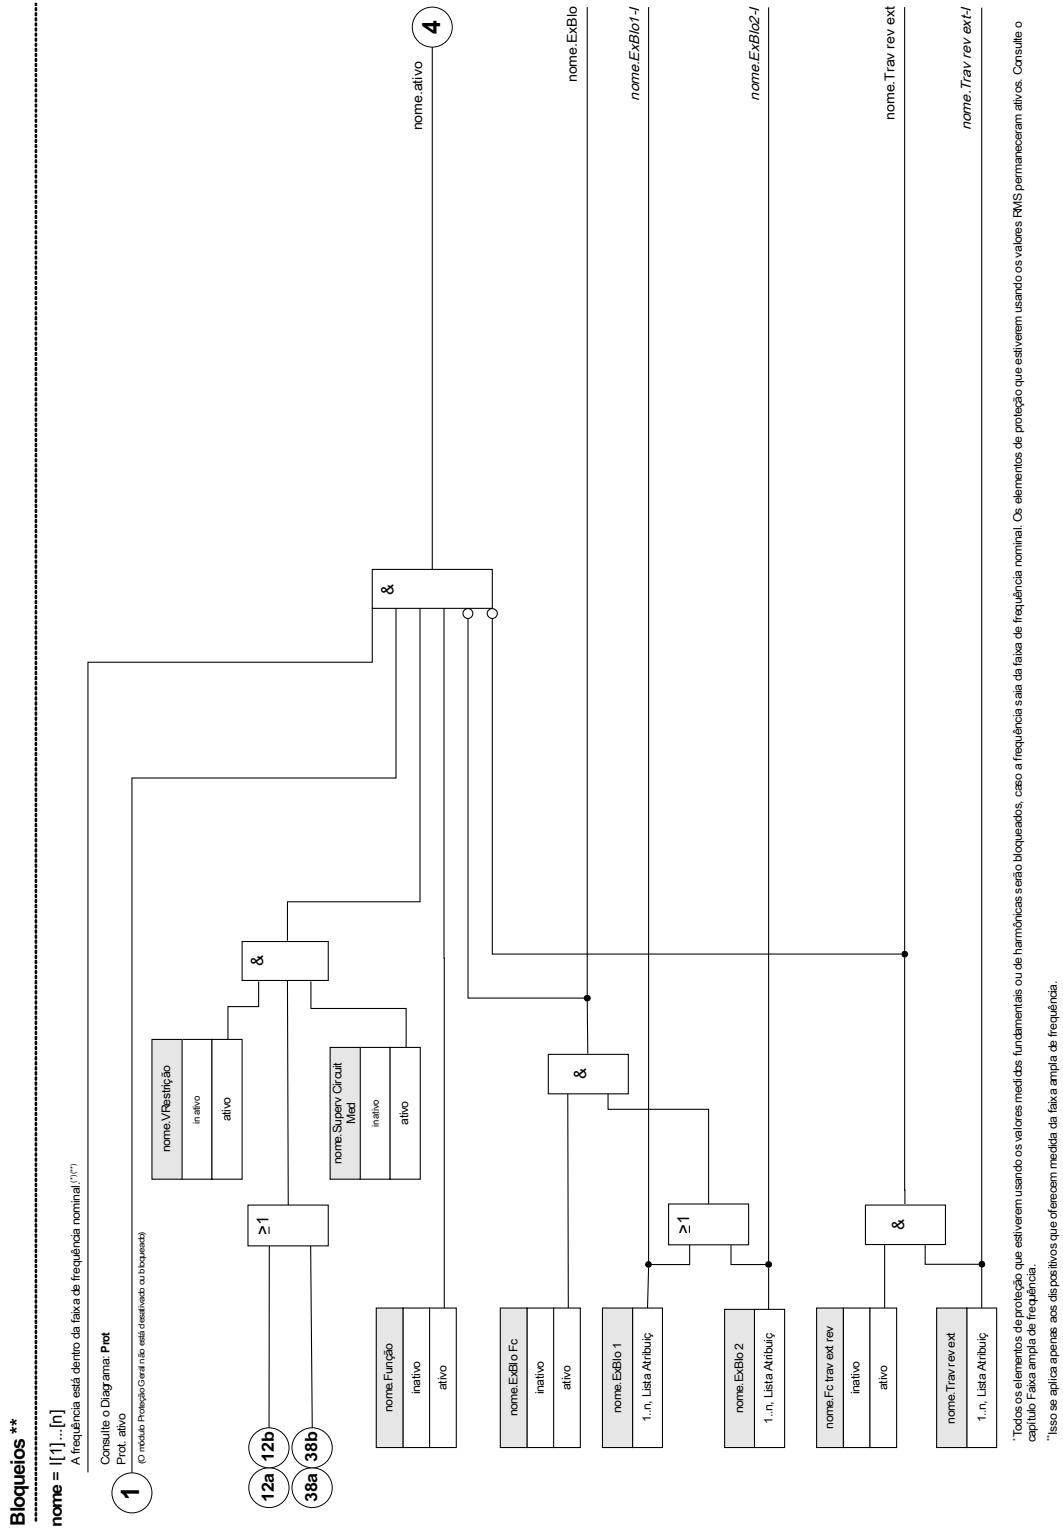 Bloqueios **
nome = I[1]...[n]
A frequência está dentro da faixa de frequência nominal.(*)(**)
Consulte o Diagrama: Prot
Prot. ativo
1
(O módulo Proteção Geral não está desativado ou bloqueado)
nome.VRestrição
inativo
ativo
12a
12b
38a
38b
≥1
&
nome.Superv Circuit
Med
inativo
ativo
nome.Função
inativo
ativo
&
nome.ativo
4
nome.ExBlo Fc
inativo
ativo
&
nome.ExBlo
nome.ExBlo 1
1..n, Lista Atribuiç
≥1
nome.ExBlo1-I
nome.ExBlo 2
1..n, Lista Atribuiç
nome.ExBlo2-I
nome.Fc trav ext rev
inativo
ativo
&
nome.Trav rev ext
nome.Trav rev ext
1..n, Lista Atribuiç
nome.Trav rev ext-I
*Todos os elementos de proteção que estiverem usando os valores medidos fundamentais ou de harmônicas serão bloqueados, caso a frequência saia da faixa de frequência nominal. Os elementos de proteção que estiverem usando os valores RMS permaneceram ativos. Consulte o
capítulo Faixa ampla de frequência.
**Isso se aplica apenas aos dispositivos que oferecem medida da faixa ampla de frequência.